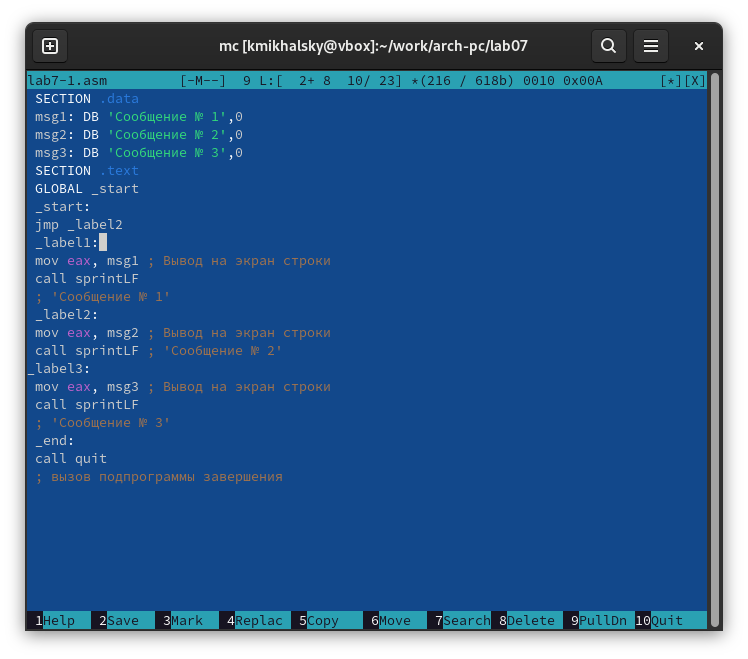 mc [kmikhalsky@vbox]:~/work/arch-pc/lab07
lab7-1.asm [-M--] 9 L:[ 2+ 8 10/ 23] *(216 / 618b) 0010 0x00A [*][X]
SECTION .data
msg1: DB 'Сообщение № 1',0
msg2: DB 'Сообщение № 2',0
msg3: DB 'Сообщение № 3',0
SECTION .text
GLOBAL _start
_start:
jmp _label2
_label1:
mov eax, msg1 ; Вывод на экран строки
call sprintLF
; 'Сообщение № 1'
_label2:
mov eax, msg2 ; Вывод на экран строки
call sprintLF ; 'Сообщение № 2'
_label3:
mov eax, msg3 ; Вывод на экран строки
call sprintLF
; 'Сообщение № 3'
_end:
call quit
; вызов подпрограммы завершения
1Help 2Save 3Mark 4Replac 5Copy 6Move 7Search 8Delete 9PullDn 10Quit